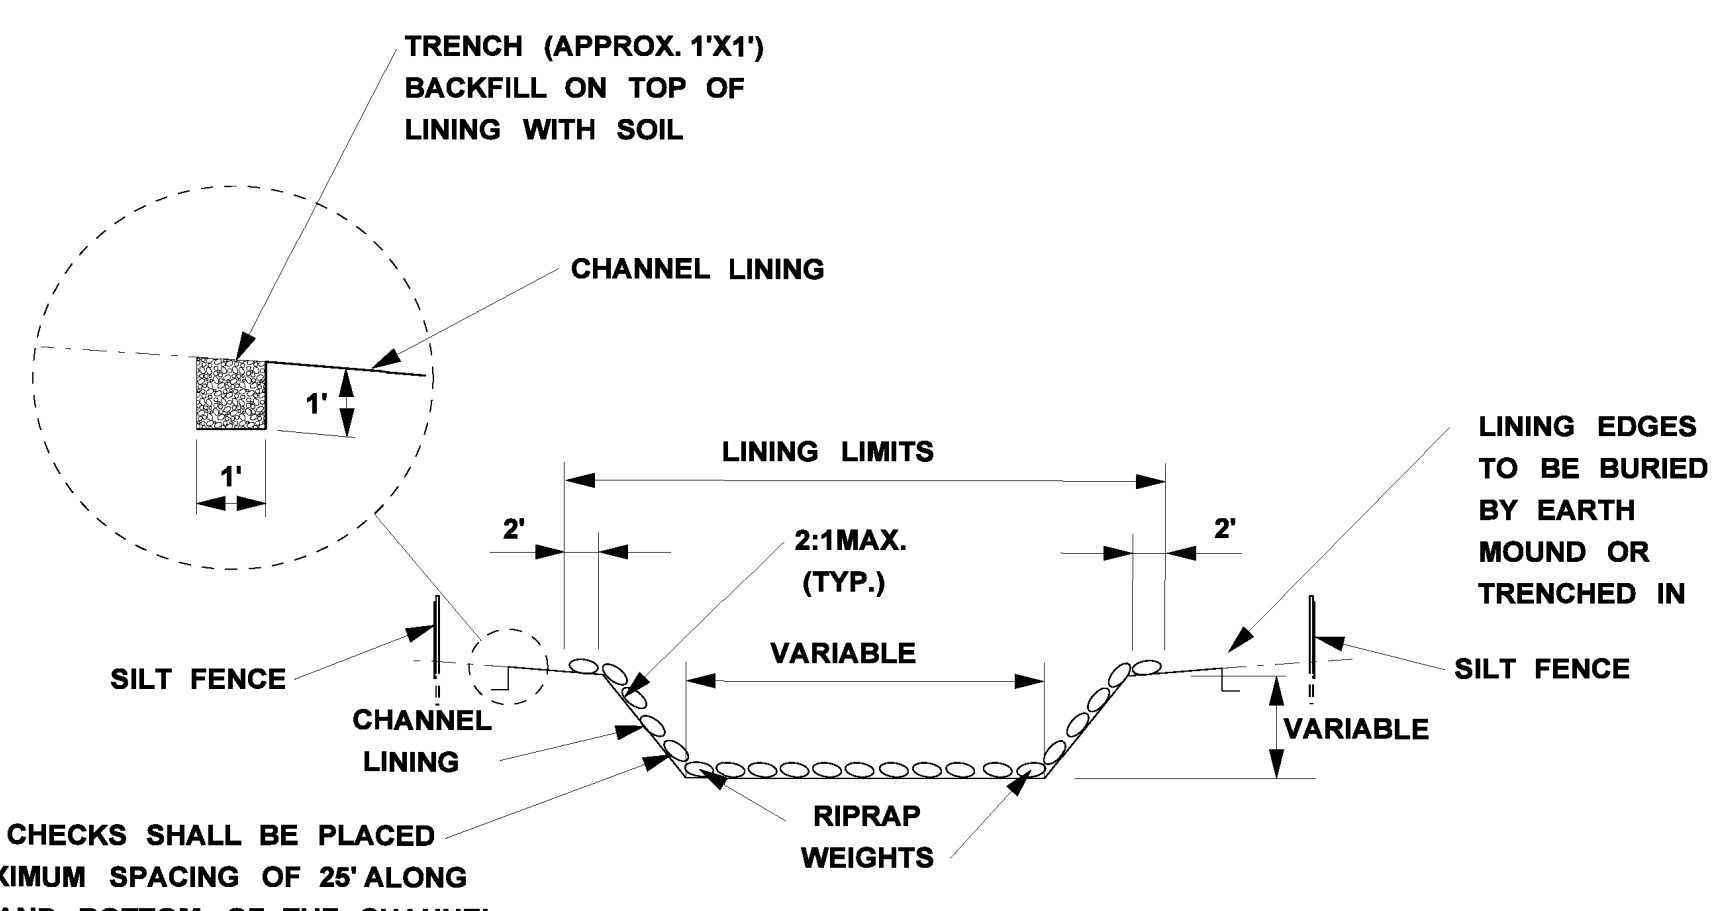 TRENCH (APPROX. 1'X1')
BACKFILL ON TOP OF
LINING WITH SOIL
CHANNEL LINING
1'
1'
LINING LIMITS
LINING EDGES
TO BE BURIED
BY EARTH
MOUND OR
TRENCHED IN
2'
2:1MAX.
(TYP.)
2'
SILT FENCE
VARIABLE
SILT FENCE
CHANNEL
LINING
VARIABLE
RIPRAP
WEIGHTS
CHECKS SHALL BE PLACED
SPACING OF 25' ALONG